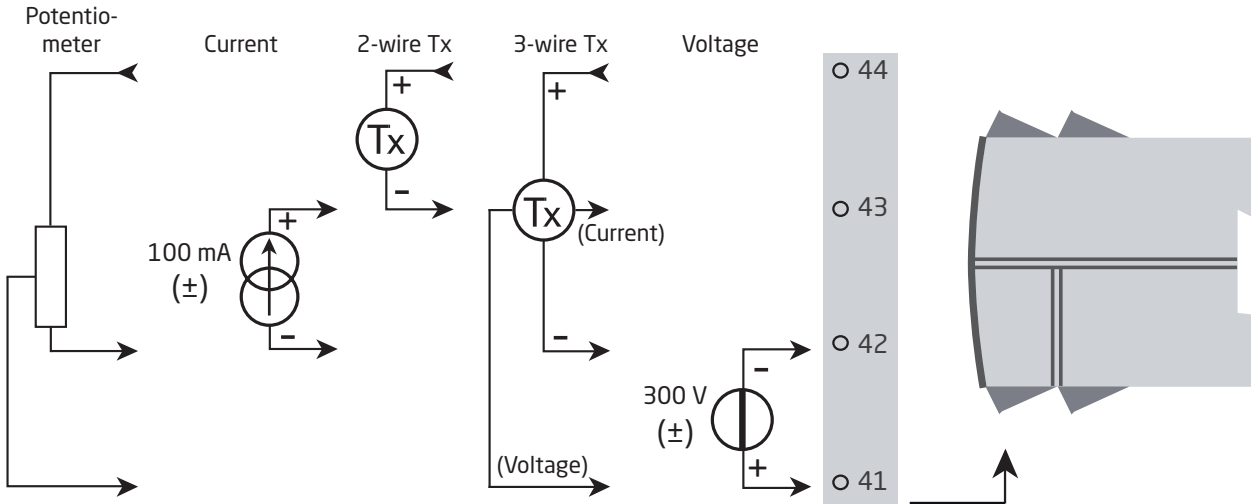 Potentio-
meter
Current
2-wire Tx
3-wire Tx
Voltage
44
+
+
Tx
-
43
+
Tx
(Current)
100 mA
(±)
-
-
42
-
300 V
(±)
+
(Voltage)
41